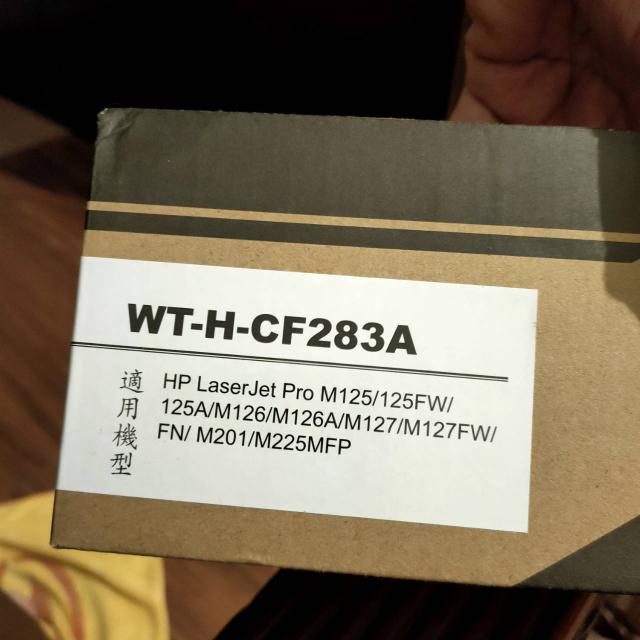 WT-H-CF283A
適用機型
HP LaserJet Pro M125/125FW/
125A/M126/M126A/M127/M127FW/
FN/ M201/M225MFP